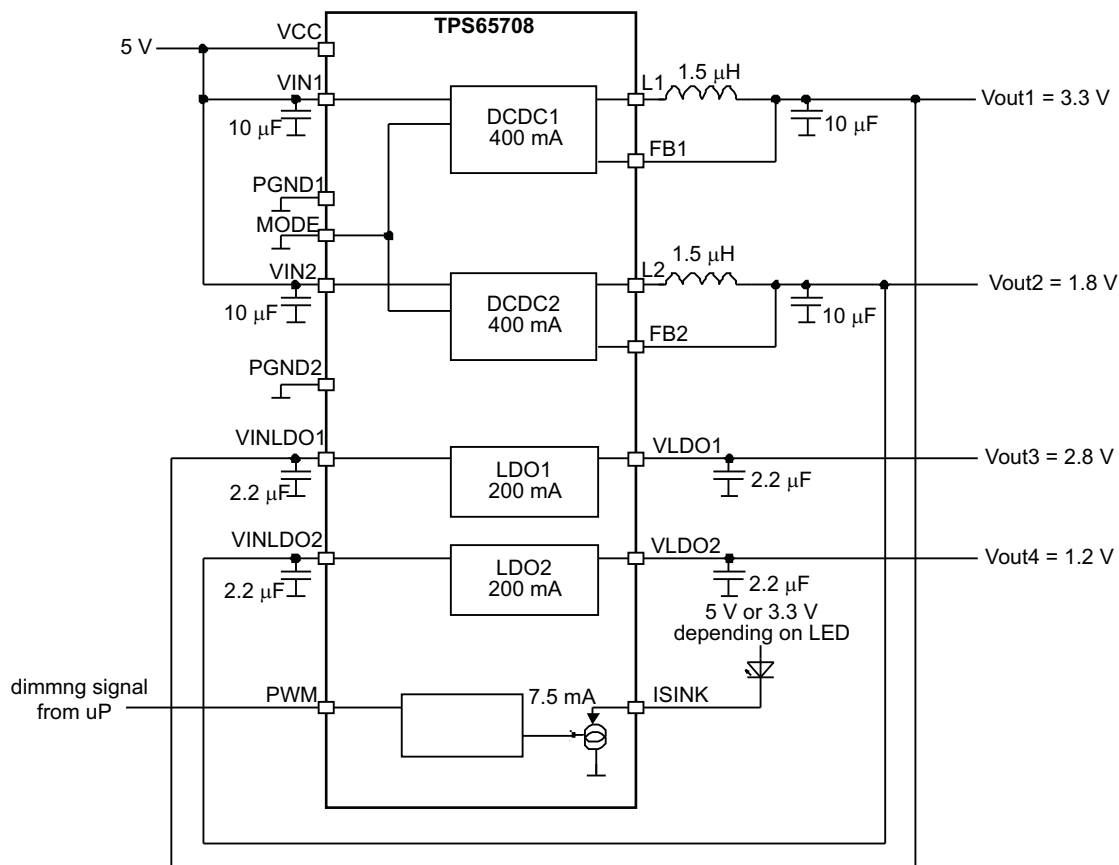 TPS65708
VCC
5 V
VIN1
L1
1.5 μH
Vout1 = 3.3 V
10 μF
DCDC1
400 mA
10 μF
FB1
PGND1
MODE
1.5 μH
VIN2
L2
Vout2 = 1.8 V
10 μF
DCDC2
400 mA
10 μF
FB2
PGND2
VINLDO1
VLDO1
LDO1
200 mA
Vout3 = 2.8 V
2.2 μF
2.2 μF
VINLDO2
VLDO2
LDO2
200 mA
Vout4 = 1.2 V
2.2 μF
2.2 μF
5 V or 3.3 V
depending on LED
dimmng signal
from uP
PWM
7.5 mA
ISINK